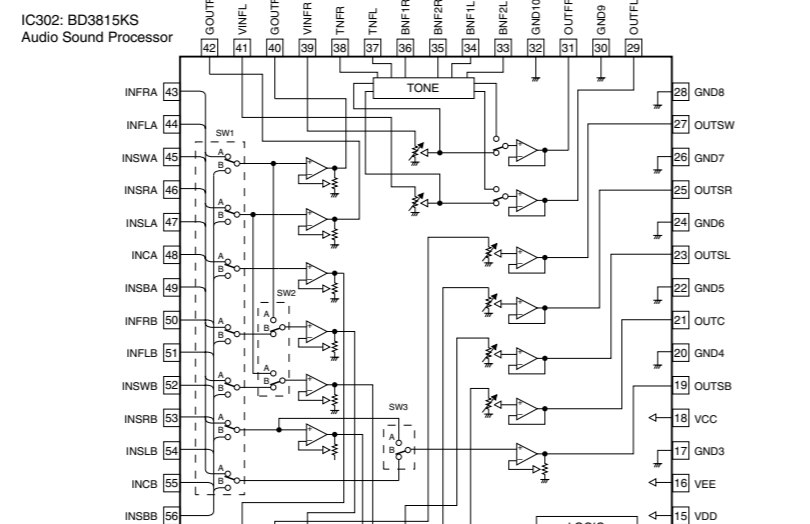 IC302: BD3815KS
Audio Sound Processor
VINFL
VINFR
TNFR
TNFL
BNF1R
BNF2R
BNF1L
BNF2L
GND10
GND9
42 41 40 39 38 37 36 35 34 33 32 31 30 29
TONE
INFRA 43
INFLA 44
INSWA 45
INSRA 46
INSLA 47
INCA 48
INSBA 49
INFRB 50
INFLB 51
INSWB 52
INSRB 53
INSLB 54
INCB 55
INSBB 56
SW1
A
B
A
B
A
B
A
B
A
B
A
B
A
B
SW2
A
B
A
B
SW3
A
B
28 GND8
27 OUTSW
26 GND7
25 OUTSR
24 GND6
23 OUTSL
22 GND5
21 OUTC
20 GND4
19 OUTSB
18 VCC
17 GND3
16 VEE
15 VDD